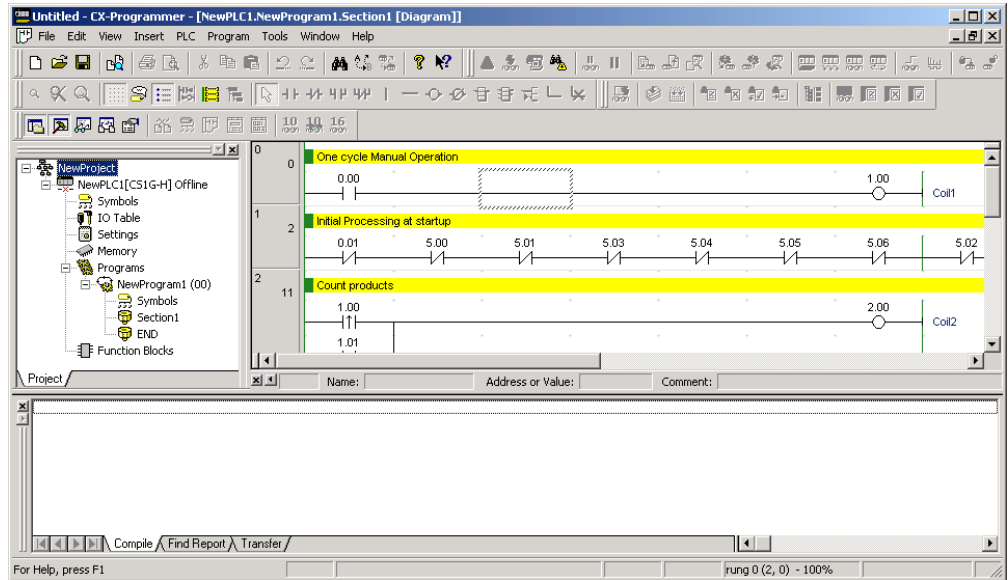 Untitled - CX-Programmer - [NewPLC1.NewProgram1.Section1 [Diagram]]
File Edit View Insert PLC Program Tools Window Help
10 10 16
NewProject
NewPLC1[CS1G-H] Offline
Symbols
IO Table
Settings
Memory
Programs
NewProgram1 (00)
Symbols
Section1
END
Function Blocks
Project
0 0 One cycle Manual Operation
0.00 1.00
Coil1
1 2 Initial Processing at startup
0.01 5.00 5.01 5.03 5.04 5.05 5.06 5.02
2 11 Count products
1.00 2.00
Coil2
1.01
Name: Address or Value: Comment:
Compile Find Report Transfer
For Help, press F1 rung 0 (2, 0) - 100%